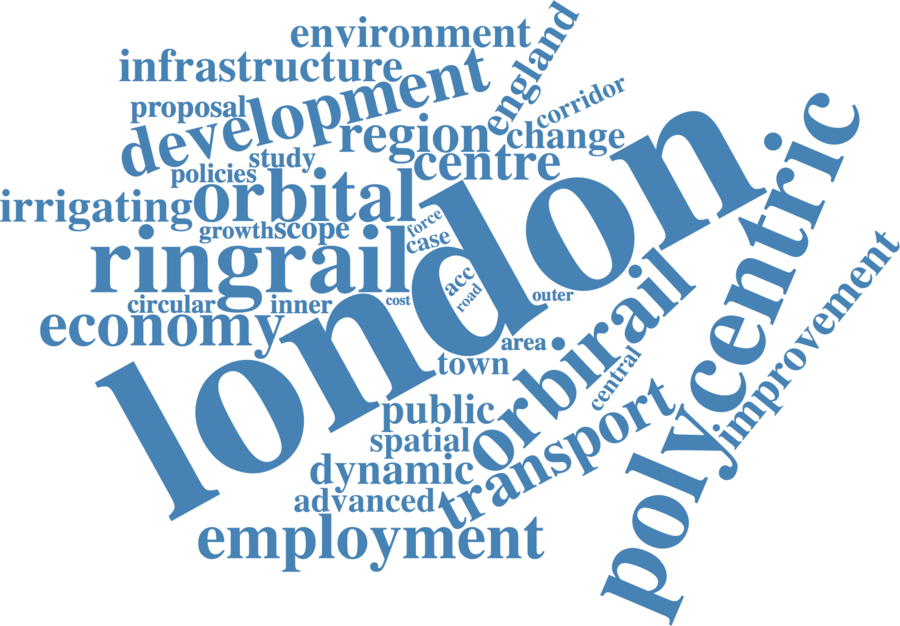 environment
england
infrastructure
development
corridor
proposal
region
change
study
centre
policies
orbital
irrigating
growth
scope
force
case
ringrail
london
polycentric
acc
road
circular
inner
cost
outer
economy
area
town
orbirail
improvement
central
public
spatial
dynamic
transport
advanced
employment